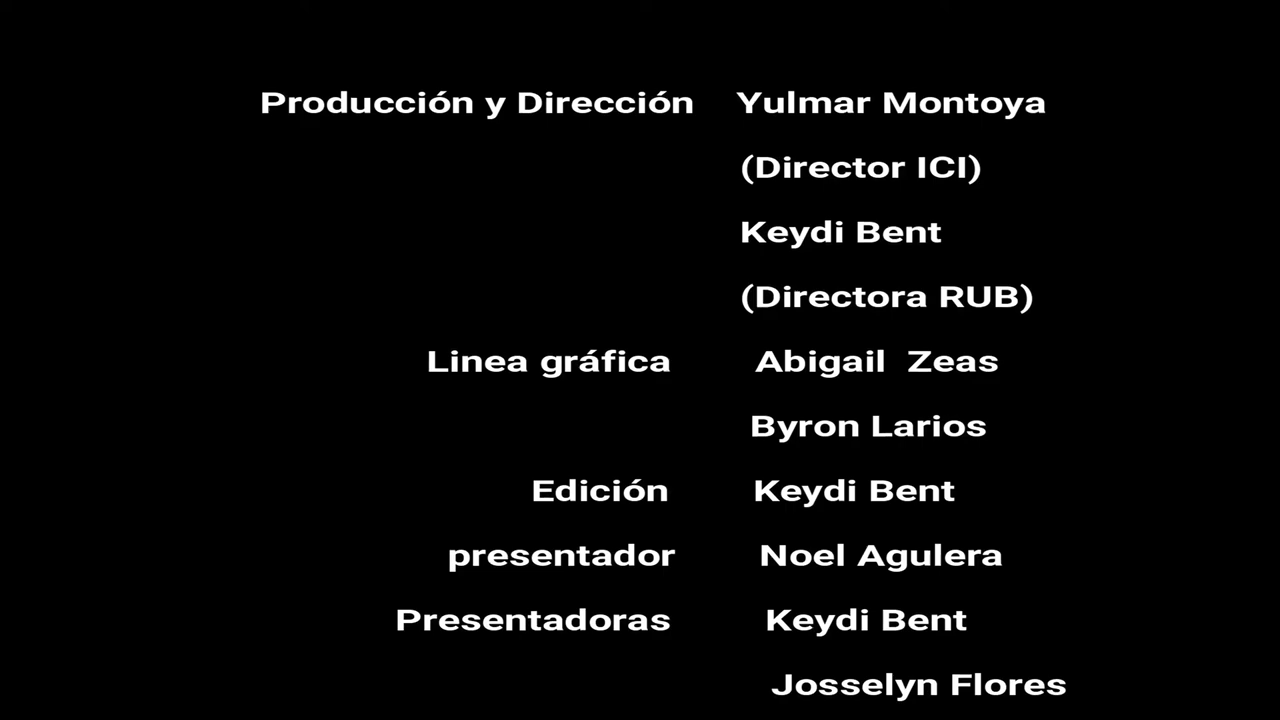 Producción y Dirección Yulmar Montoya
(Director ICI)
Keydi Bent
(Directora RUB)
Linea gráfica Abigail Zeas
Byron Larios
Edición Keydi Bent
presentador Noel Agulera
Presentadoras Keydi Bent
Josselyn Flores